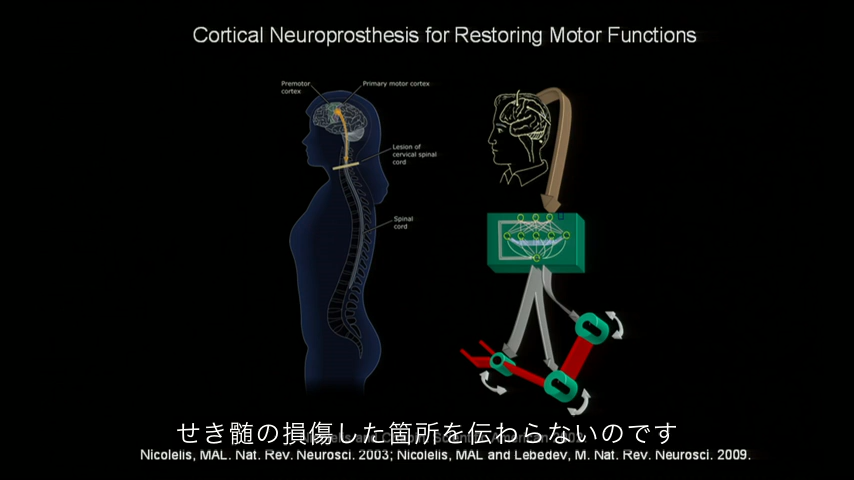 Cortical Neuroprosthesis for Restoring Motor Functions
Premotor
cortex
Primary motor cortex
Lesion of
cervical spinal
cord
Spinal
cord
せき髄の損傷した箇所を伝わらないのです
Nicolelis, MAL. Nat. Rev. Neurosci. 2003; Nicolelis, MAL and Lebedev, M. Nat. Rev. Neurosci. 2009.